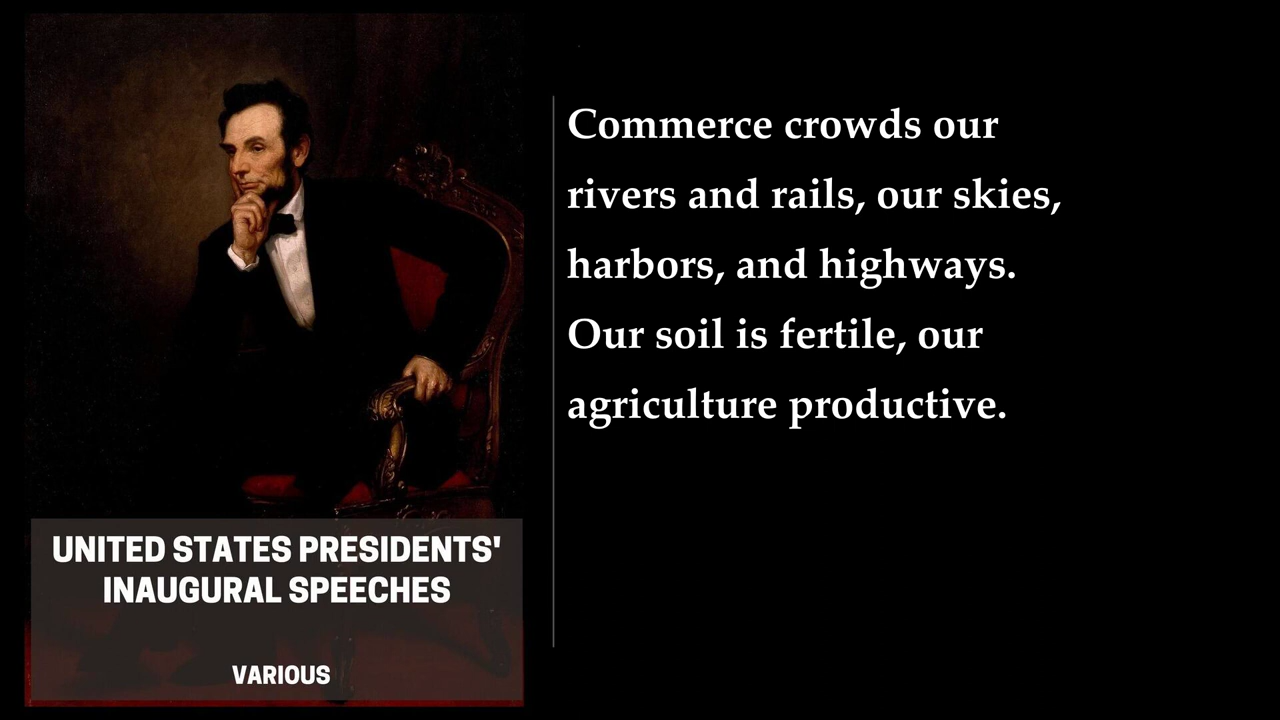 Commerce crowds our
rivers and rails, our skies,
harbors, and highways.
Our soil is fertile, our
agriculture productive.
UNITED STATES PRESIDENTS'
INAUGURAL SPEECHES
VARIOUS